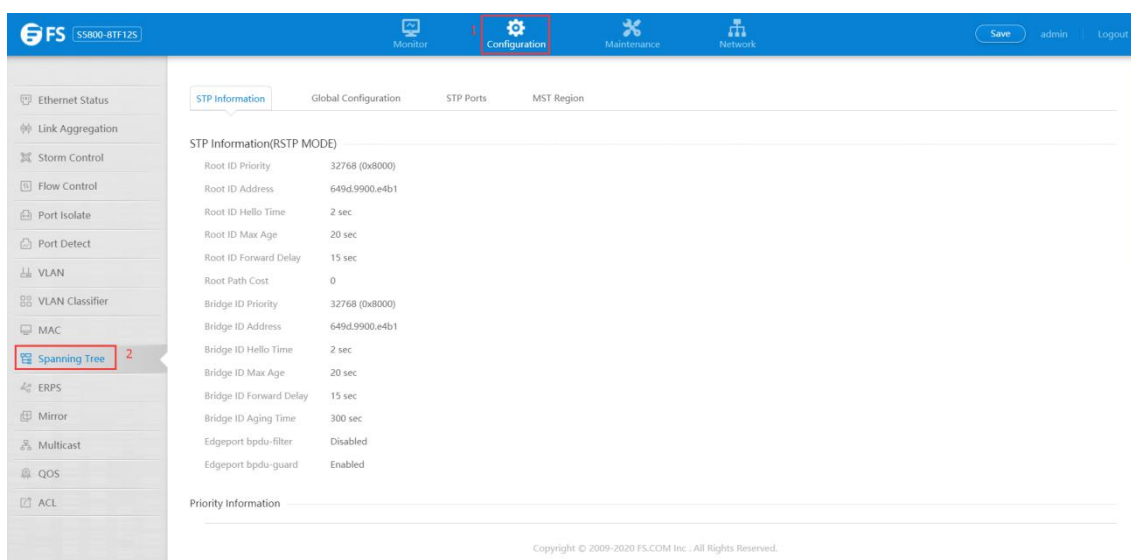 FS S5800-8TF12S
Monitor
1
Configuration
Maintenance
Network
Save admin Logout
Ethernet Status
Link Aggregation
Storm Control
Flow Control
Port Isolate
Port Detect
VLAN
VLAN Classifier
MAC
Spanning Tree 2
ERPS
Mirror
Multicast
QOS
ACL
STP Information Global Configuration STP Ports MST Region
STP Information(RSTP MODE)
Root ID Priority 32768 (0x8000)
Root ID Address 649d.9900.e4b1
Root ID Hello Time 2 sec
Root ID Max Age 20 sec
Root ID Forward Delay 15 sec
Root Path Cost 0
Bridge ID Priority 32768 (0x8000)
Bridge ID Address 649d.9900.e4b1
Bridge ID Hello Time 2 sec
Bridge ID Max Age 20 sec
Bridge ID Forward Delay 15 sec
Bridge ID Aging Time 300 sec
Edgeport bpdu-filter Disabled
Edgeport bpdu-guard Enabled
Priority Information
Copyright © 2009-2020 FS.COM Inc . All Rights Reserved.